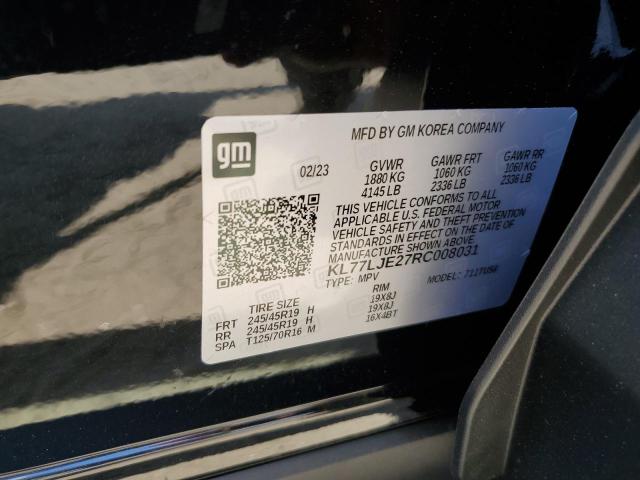 gm
MFD BY GM KOREA COMPANY
02/23 GVWR GAWR FRT GAWR RR
1880 KG 1060 KG 1060 KG
4145 LB 2336 LB 2336 LB
THIS VEHICLE CONFORMS TO ALL
APPLICABLE U.S. FEDERAL MOTOR
VEHICLE SAFETY AND THEFT PREVENTION
STANDARDS IN EFFECT ON THE DATE OF
MANUFACTURE SHOWN ABOVE.
KL77LJE27RC008031
TYPE: MPV MODEL:
TIRE SIZE RIM
FRT 245/45R19 H 19X8J
RR 245/45R19 H 19X8J
SPA T125/70R16 M 16X4BT